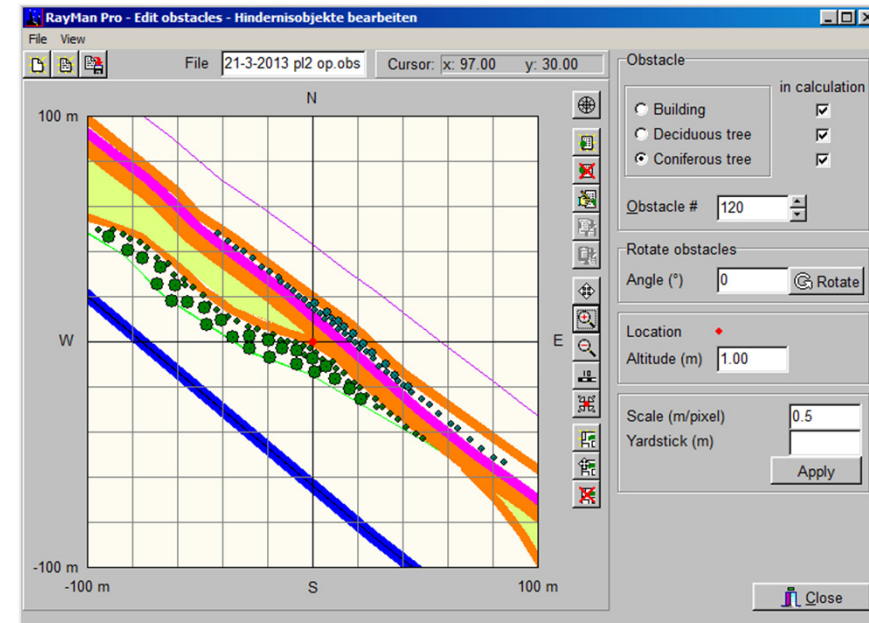 RayMan Pro - Edit obstacles - Hindernisobjekte bearbeiten
File View
File 21-3-2013 pl2 op.obs Cursor: x: 97.00 y: 30.00
N
100 m
W
E
-100 m
-100 m S 100 m
Obstacle
in calculation
Building
Deciduous tree
Coniferous tree
Obstacle # 120
Rotate obstacles
Angle (°) 0 Rotate
Location
Altitude (m) 1.00
Scale (m/pixel) 0.5
Yardstick (m)
Apply
Close